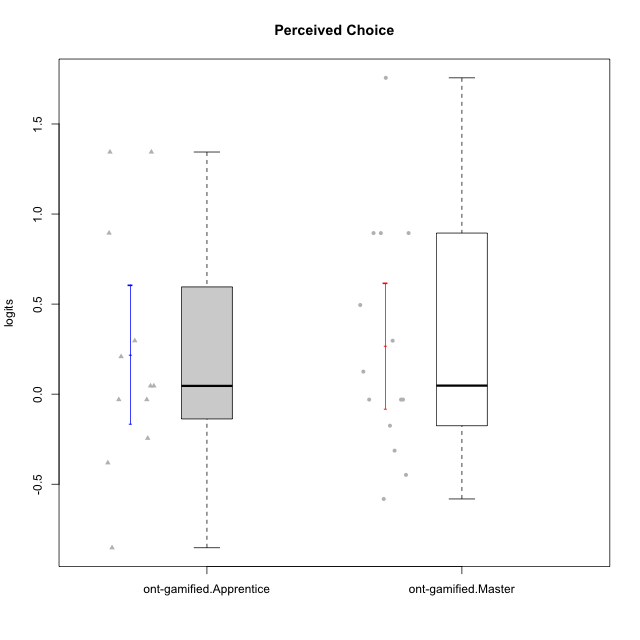 Perceived Choice
logits
1.5
1.0
0.5
0.0
-0.5
ont-gamified.Apprentice
ont-gamified.Master